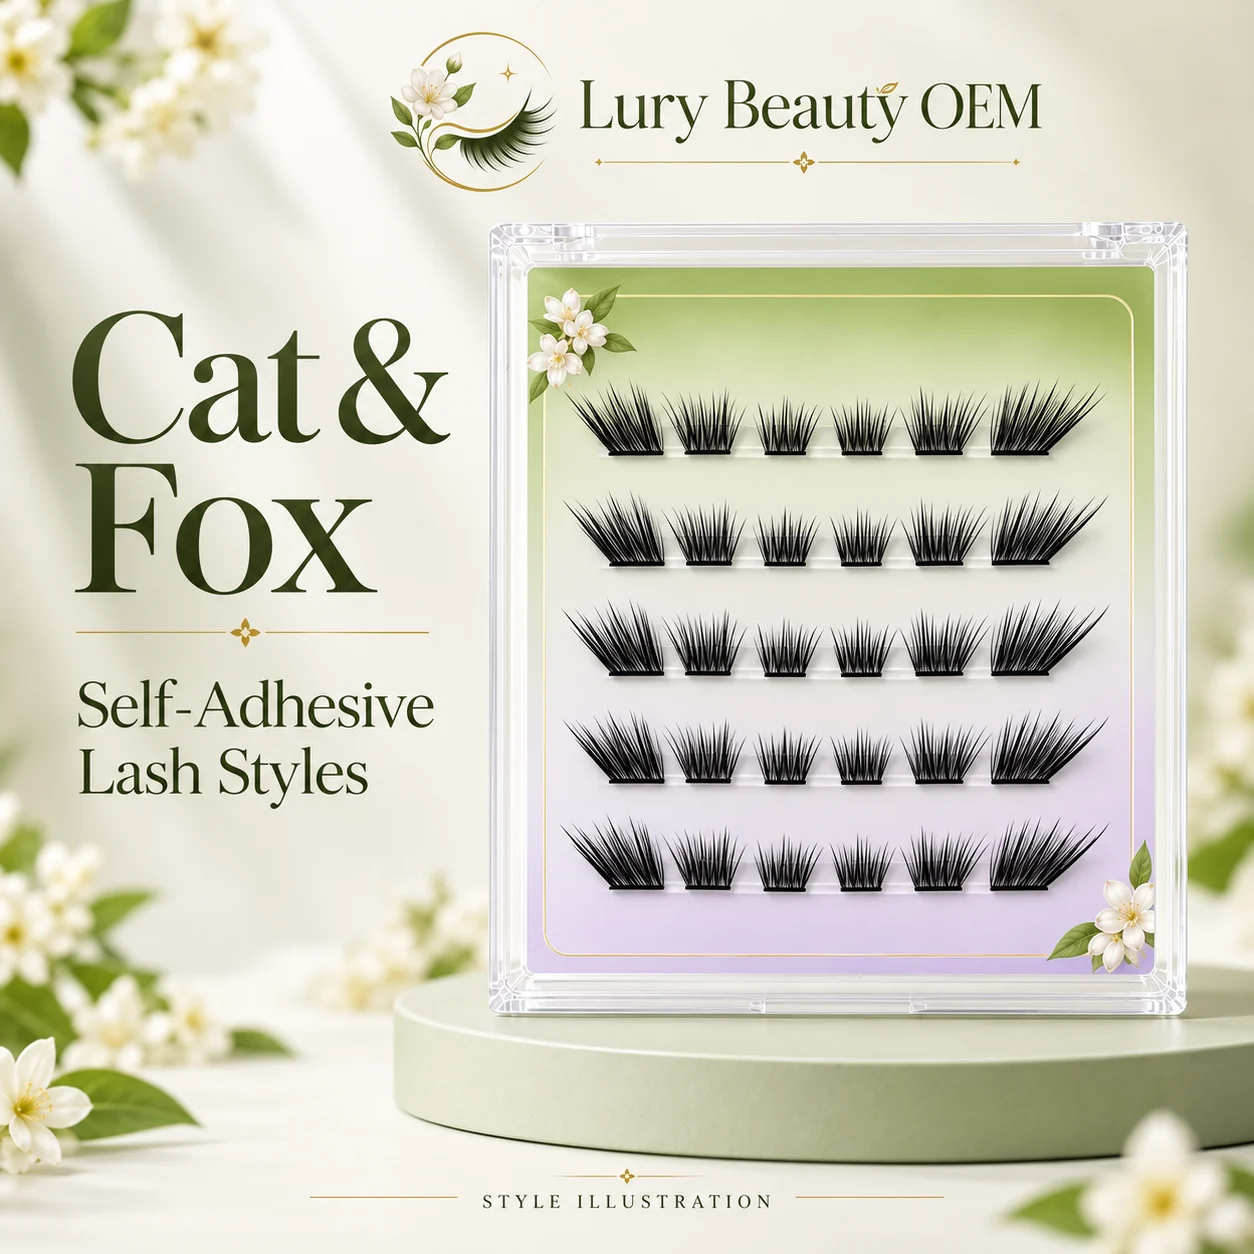 Lury Beauty OEM
Cat &
Fox
Self-Adhesive
Lash Styles
STYLE ILLUSTRATION